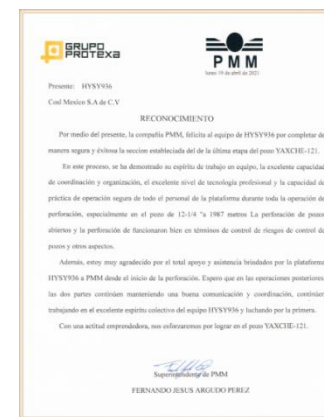 GRUPO
PROTEXA
PMM
lunes 19 de abril de 2021
Presente: HYSY936
Cosl Mexico S.A de C.V
RECONOCIMIENTO
Por medio del presente, la compañía PMM, felicita al equipo de HYSY936 por completar de
manera segura y éxitosa la seccion establecida del de la última etapa del pozo YAXCHE-121.
En este proceso, se ha demostrado su espíritu de trabajo en equipo, la excelente capacidad
de coordinación y organización, el excelente nivel de tecnología profesional y la capacidad de
práctica de operación segura de todo el personal de la plataforma durante toda la operación de
perforación, especialmente en el pozo de 12-1/4 "a 1987 metros La perforación de pozos
abiertos y la perforación de funcionaron bien en términos de control de riesgos de control de
pozos y otros aspectos.
Además, estoy muy agradecido por el total apoyo y asistencia brindados por la plataforma
HYSY936 a PMM desde el inicio de la perforación. Espero que en las operaciones posteriores,
las dos partes continúen manteniendo una buena comunicación y coordinación, continúen
trabajando en el excelente espíritu colectivo del equipo HYSY936 y luchando por la primera.
Con una actitud emprendedora, nos esforzaremos por lograr en el pozo YAXCHE-121.
Superintendente de PMM
FERNANDO JESUS ARGUDO PEREZ